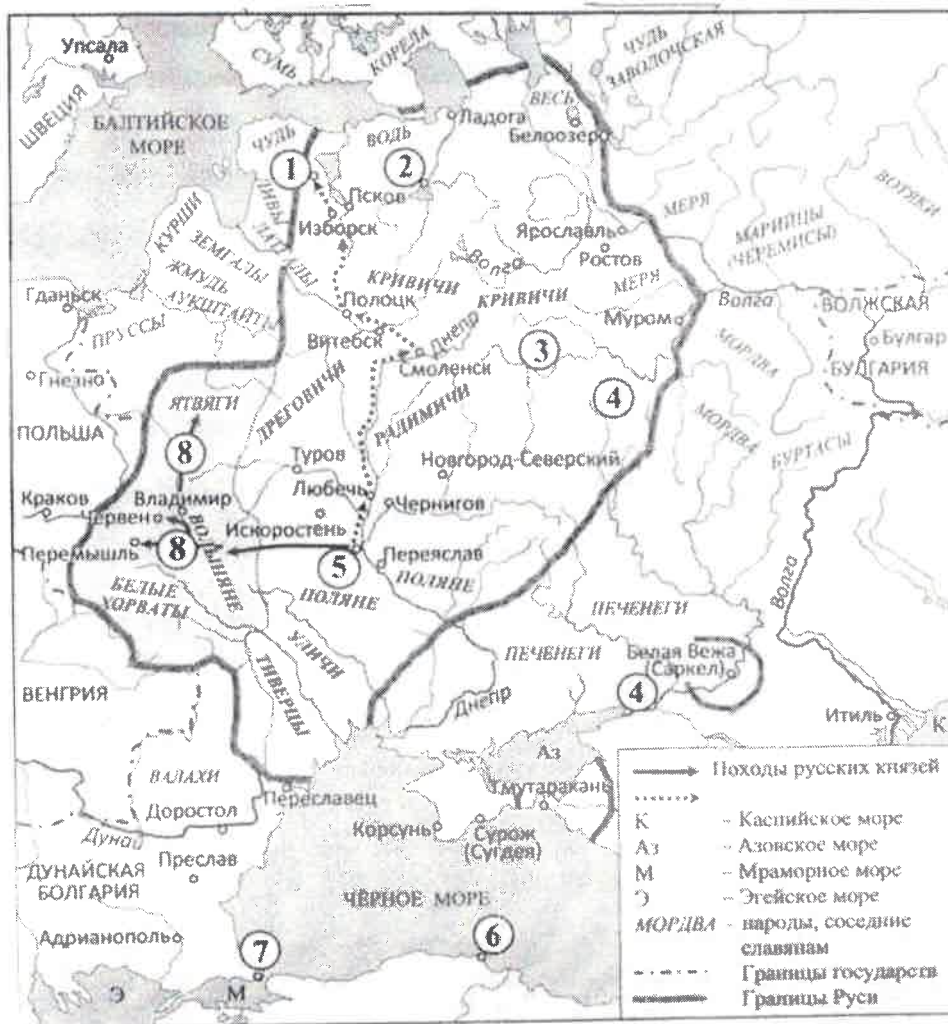 Упсала
СУМЬ
КОРЕЛА
ЧУДЬ
ЗАВОЛОЧСКАЯ
ШВЕЦИЯ
БАЛТИЙСКОЕ
МОРЕ
ЧУДЬ
ВОДЬ
Ладога
ВЕСЬ
Белоозеро
1
2
Псков
Изборск
ЛИВЫ
ЛАТ
ГЛЫ
МЕРЯ
ВОТЯКИ
МАРИЙЦЫ
(ЧЕРЕМИСЫ)
КУРШИ
ЗЕМГАЛЫ
ЖМУДЬ
АУКШТАЙТЫ
Ярославль
Ростов
Волга
КРИВИЧИ
КРИВИЧИ
МЕРЯ
Гданьск
ПРУССЫ
Полоцк
Витебск
Днепр
Смоленск
3
Муром
Волга
ВОЛЖСКАЯ
Булгар
БУЛГАРИЯ
МОРДВА
Гнезно
ЯТВЯГИ
ДРЕГОВИЧИ
РАДИМИЧИ
4
МОРДВА
БУРТАСЫ
ПОЛЬША
8
Туров
Новгород-Северский
Любечь
Чернигов
Краков
Владимир
Червен
Искоростень
Перемышль
8
ВОЛЫНЯНЕ
5
Переяслав
ПОЛЯНЕ
ПОЛЯНЕ
БЕЛЫЕ
ХОРВАТЫ
УЛИЧИ
ТИВЕРЦЫ
ПЕЧЕНЕГИ
ПЕЧЕНЕГИ
Белая Вежа
(Саркел)
4
Волга
ВЕНГРИЯ
Днепр
Итиль
К
Аз
ВАЛАХИ
Переславец
Тмутаракань
Доростол
Дунай
Корсунь
Сурож
(Сугдея)
Преслав
ДУНАЙСКАЯ
БОЛГАРИЯ
ЧЁРНОЕ МОРЕ
Адрианополь
7
6
Э
М
Походы русских князей
К – Каспийское море
Аз – Азовское море
М – Мраморное море
Э – Эгейское море
МОРДВА - народы, соседние
славянам
Границы государств
Границы Руси